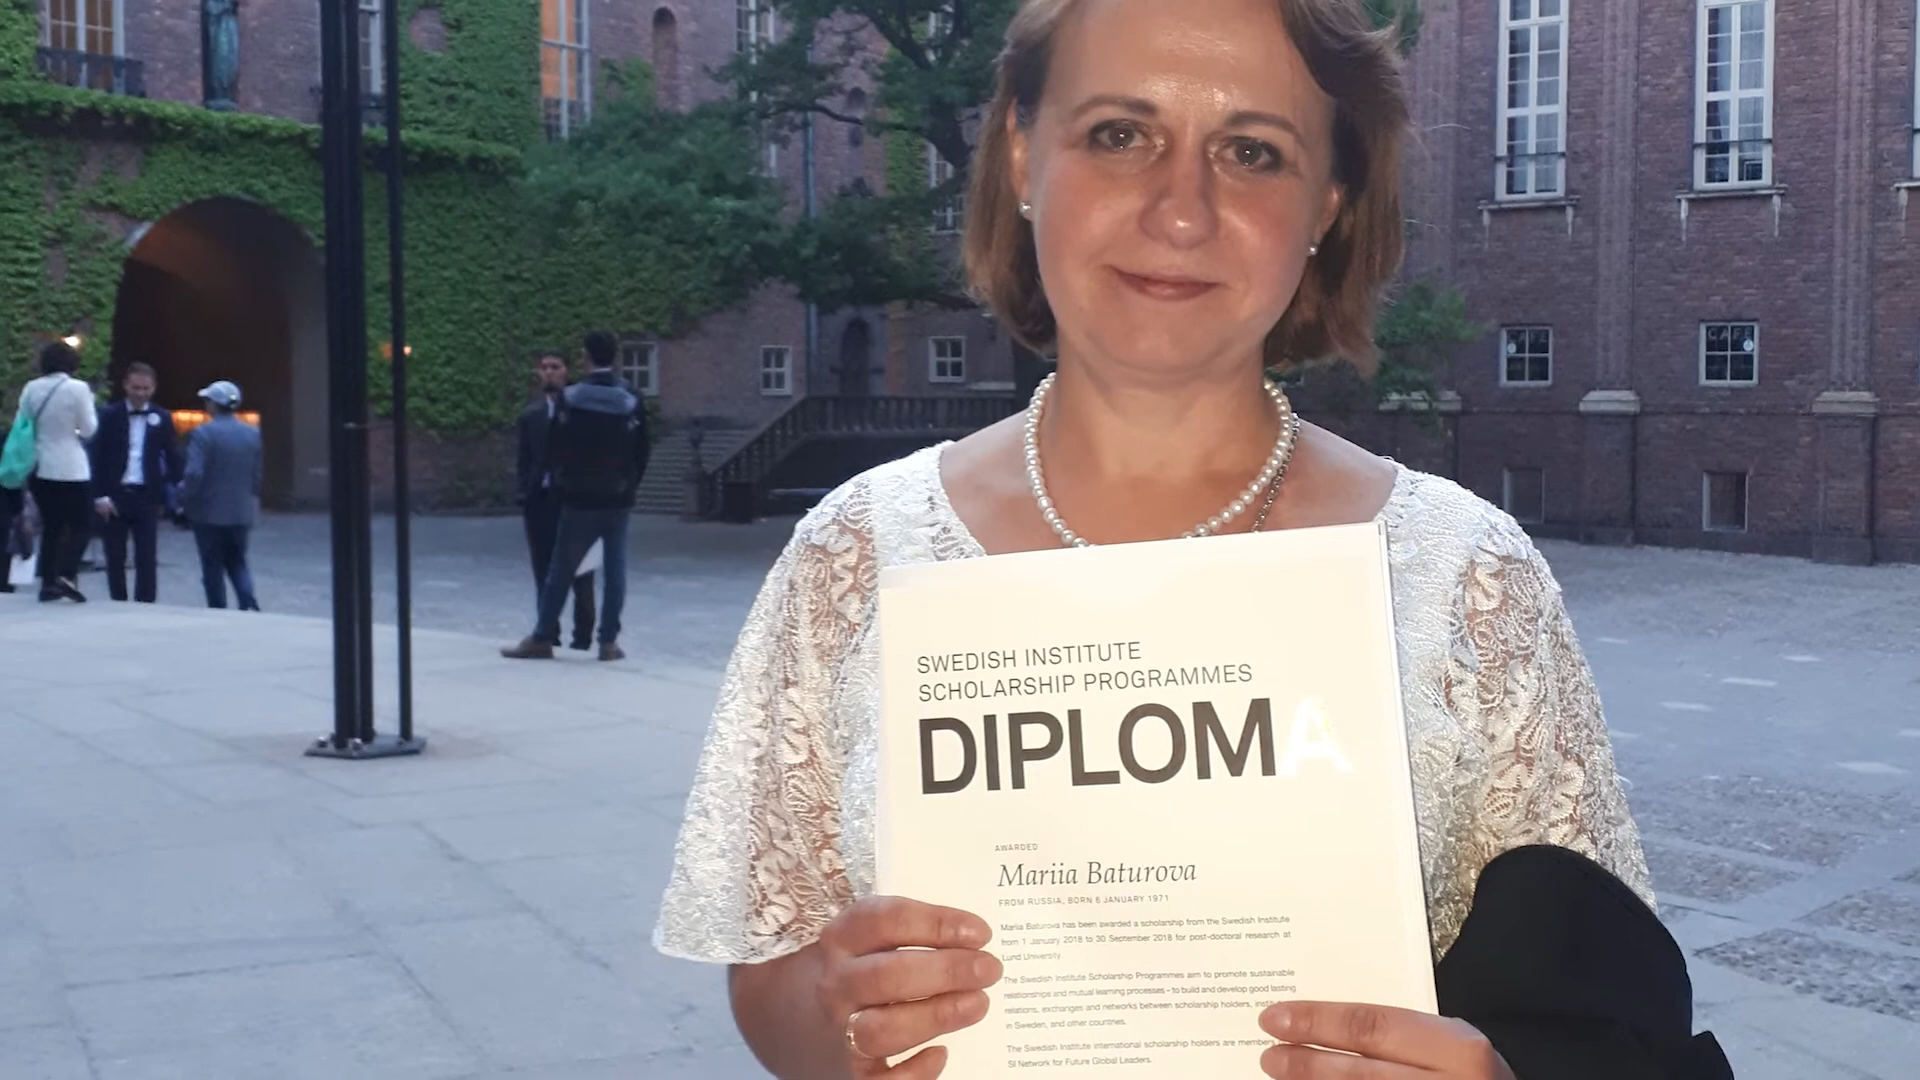 SWEDISH INSTITUTE
SCHOLARSHIP PROGRAMMES
DIPLOMA
AWARDED
Mariia Baturova
FROM RUSSIA, BORN 6 JANUARY 1971
Mariia Baturova has been awarded a scholarship from the Swedish Institute
from 1 January 2018 to 30 September 2018 for post-doctoral research at
Lund University
The Swedish Institute Scholarship Programmes aim to promote sustainable
relationships and mutual learning processes – to build and develop good lasting
relations, exchanges and networks between scholarship holders,
in Sweden, and other countries.
The Swedish Institute international scholarship holders are members
SI Network for Future Global Leaders.
CAFE